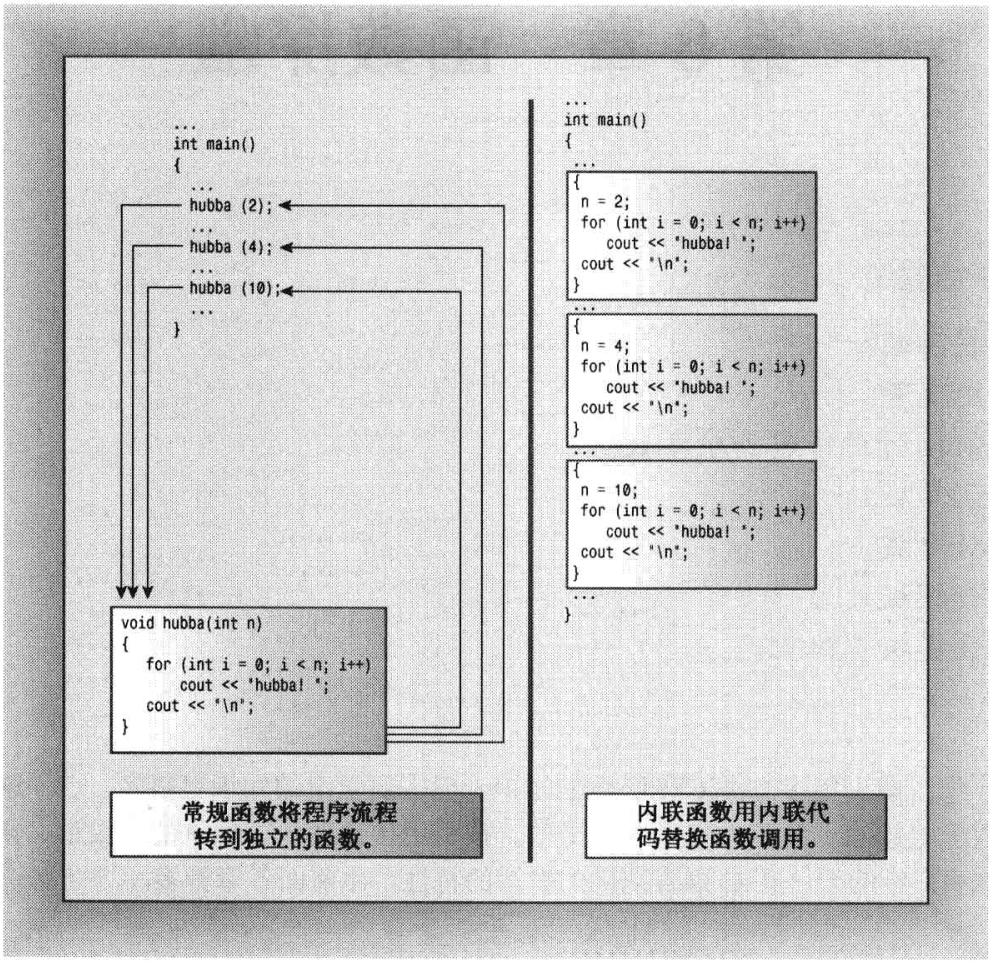 ...
int main()
{
...
hubba (2);
...
hubba (4);
...
hubba (10);
...
}
void hubba(int n)
{
for (int i = 0; i < n; i++)
cout << "hubba! ";
cout << "\n";
}
常规函数将程序流程
转到独立的函数。
...
int main()
{
...
{
n = 2;
for (int i = 0; i < n; i++)
cout << "hubba! ";
cout << "\n";
}
...
{
n = 4;
for (int i = 0; i < n; i++)
cout << "hubba! ";
cout << "\n";
}
...
{
n = 10;
for (int i = 0; i < n; i++)
cout << "hubba! ";
cout << "\n";
}
...
}
内联函数用内联代
码替换函数调用。